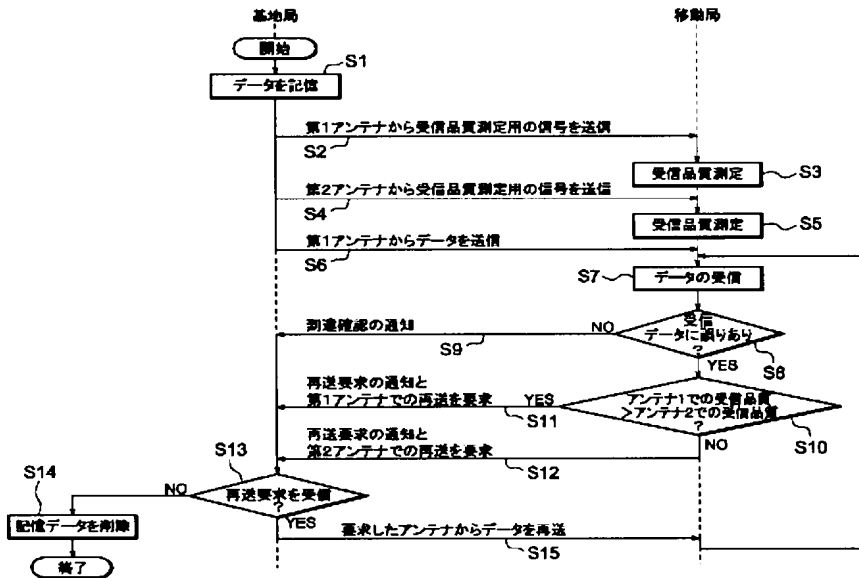 基地局
移動局
開始
S1
データを記憶
第1アンテナから受信品質測定用の信号を送信
S2
受信品質測定
S3
第2アンテナから受信品質測定用の信号を送信
S4
受信品質測定
S5
第1アンテナからデータを送信
S6
S7
データの受信
到達確認の通知
S9
NO
受信
データに誤りあり
?
S8
YES
再送要求の通知と
第1アンテナでの再送を要求
YES
S11
アンテナ1での受信品質
>アンテナ2での受信品質
?
S10
再送要求の通知と
第2アンテナでの再送を要求
NO
S12
S13
S14
NO
再送要求を受信
?
YES
記憶データを削除
要求したアンテナからデータを再送
S15
終了